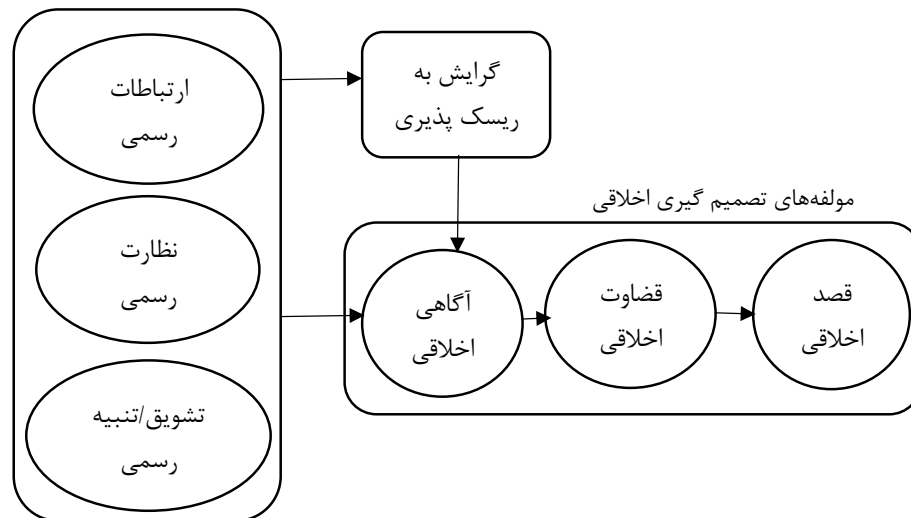 ارتباطات
رسمی
نظارت
رسمی
تشویق/تنبیه
رسمی
گرایش به
ریسک پذیری
مولفه‌های تصمیم گیری اخلاقی
آگاهی
اخلاقی
قضاوت
اخلاقی
قصد
اخلاقی